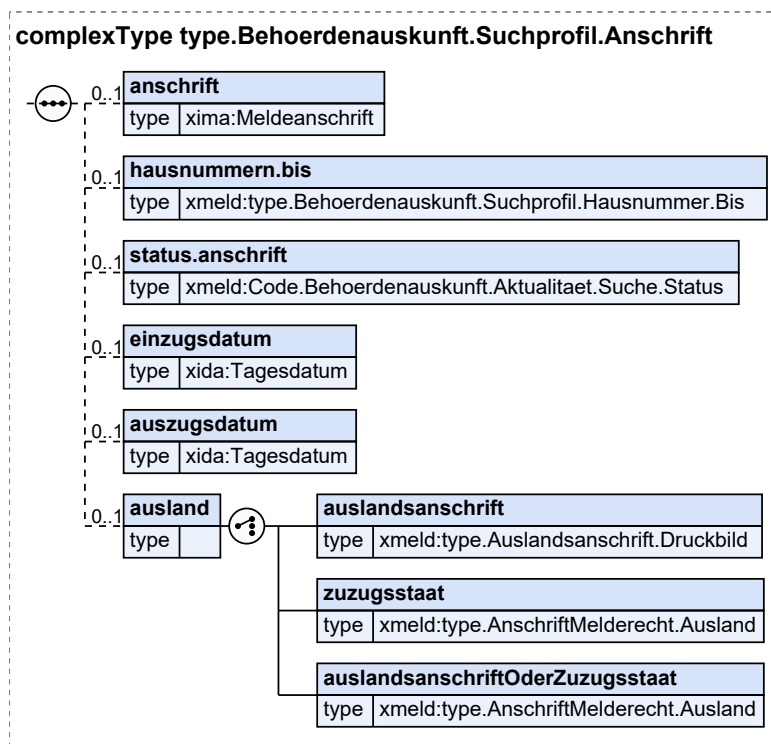 complexType type.Behoerdenauskunft.Suchprofil.Anschrift
0..1 anschrift
type xima:Meldeanschrift
0..1 hausnummern.bis
type xmeld:type.Behoerdenauskunft.Suchprofil.Hausnummer.Bis
0..1 status.anschrift
type xmeld:Code.Behoerdenauskunft.Aktualitaet.Suche.Status
0..1 einzugsdatum
type xida:Tagesdatum
0..1 auszugsdatum
type xida:Tagesdatum
0..1 ausland
type
auslandsanschrift
type xmeld:type.Auslandsanschrift.Druckbild
zuzugsstaat
type xmeld:type.AnschriftMelderecht.Ausland
auslandsanschriftOderZuzugsstaat
type xmeld:type.AnschriftMelderecht.Ausland